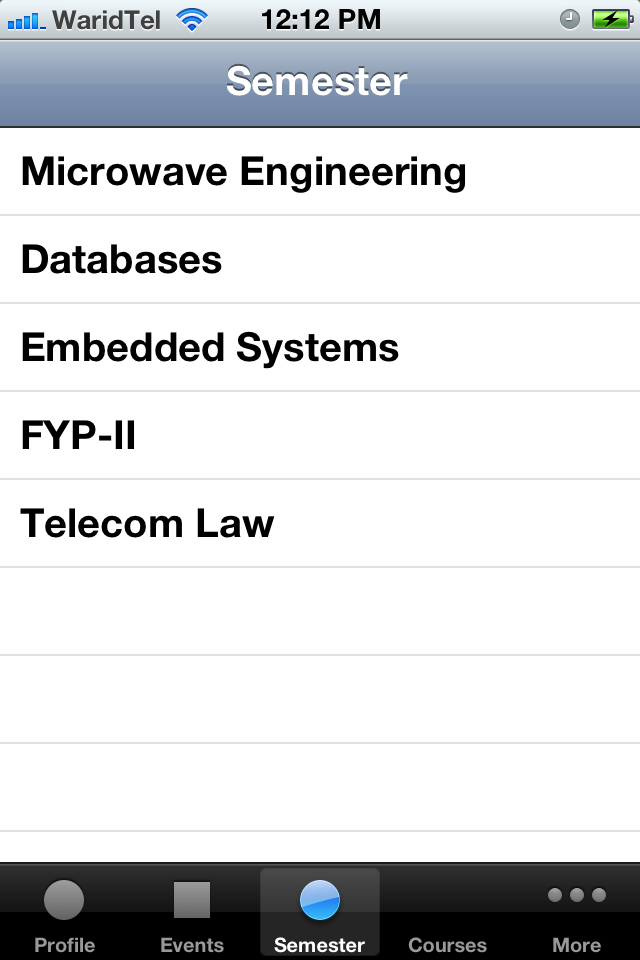 WaridTel 12:12 PM
Semester
Microwave Engineering
Databases
Embedded Systems
FYP-II
Telecom Law
Profile Events Semester Courses More